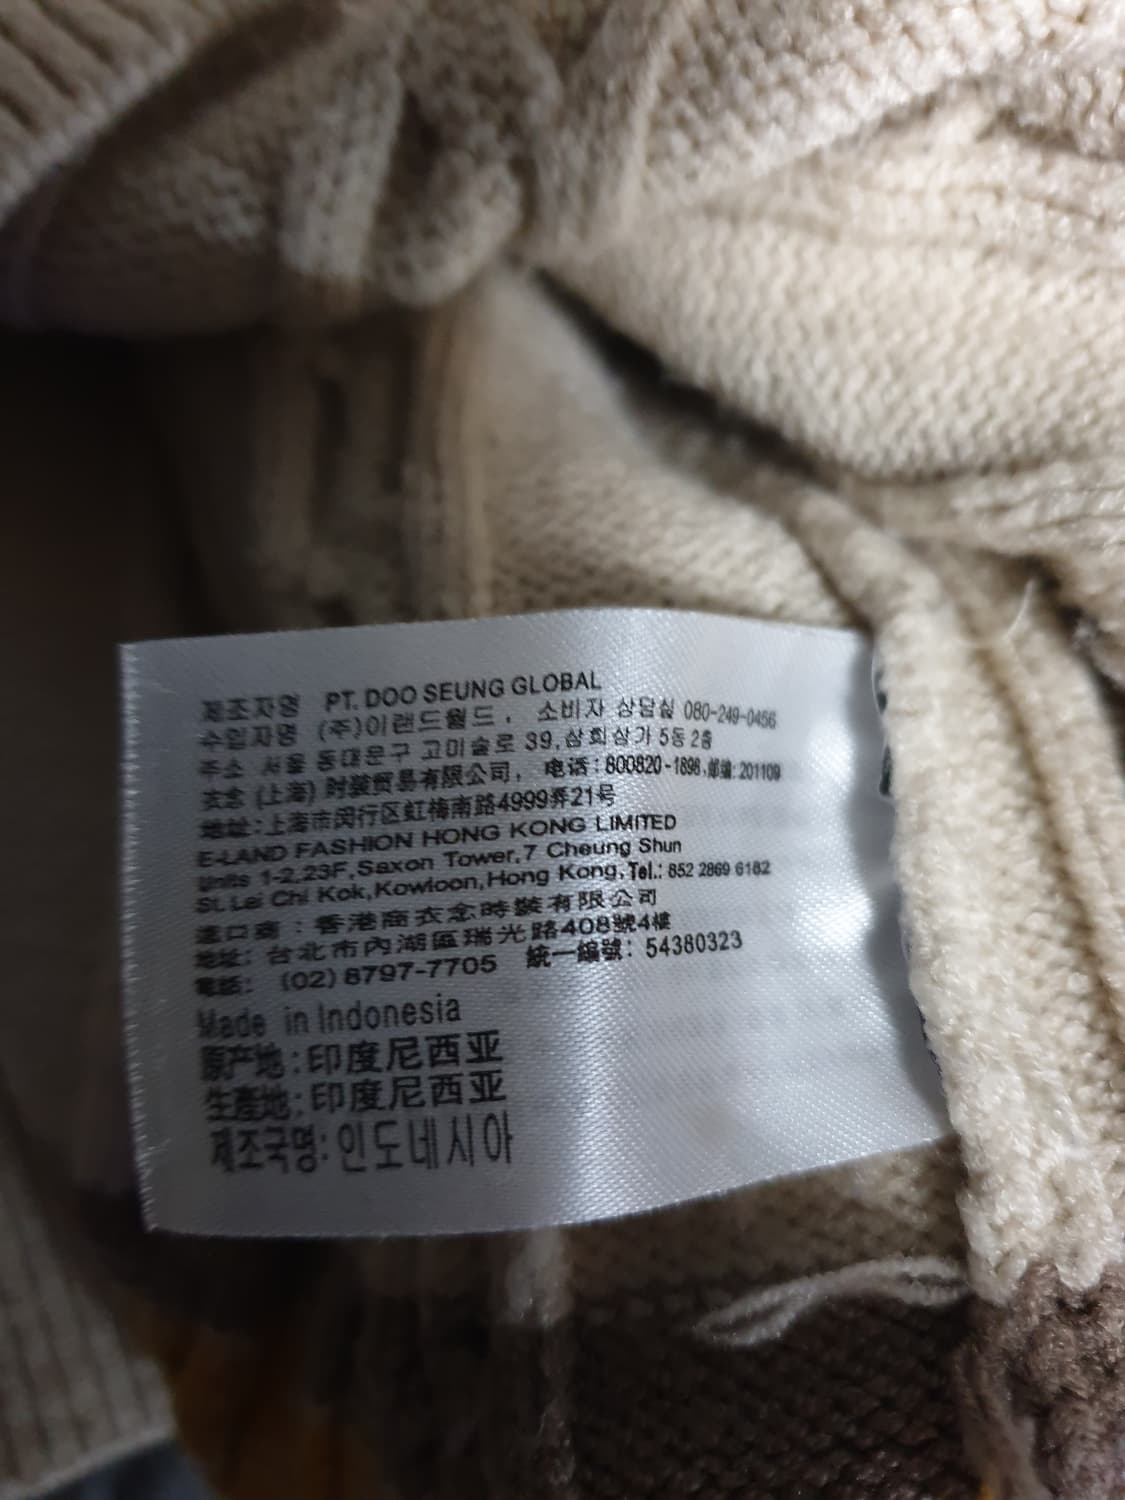 제조자명 PT. DOO SEUNG GLOBAL
수입자명 (주)이랜드월드, 소비자 상담실 080-249-0456
주소 서울 동대문구 고미술로 39,삼희상가 5동 2층
衣念 (上海) 时装贸易有限公司, 电话:800820-1898,邮编:201109
地址:上海市闵行区虹梅南路4999弄21号
E-LAND FASHION HONG KONG LIMITED
Units 1-2,23F,Saxon Tower,7 Cheung Shun
St. Lai Chi Kok,Kowloon,Hong Kong, Tel.: 852 2869 6182
進口商 : 香港商衣念時裝有限公司
地址: 台北市內湖區瑞光路408號4樓
電話: (02) 8797-7705 統一編號: 54380323
Made in Indonesia
原产地:印度尼西亚
生產地:印度尼西亞
제조국명:인도네시아